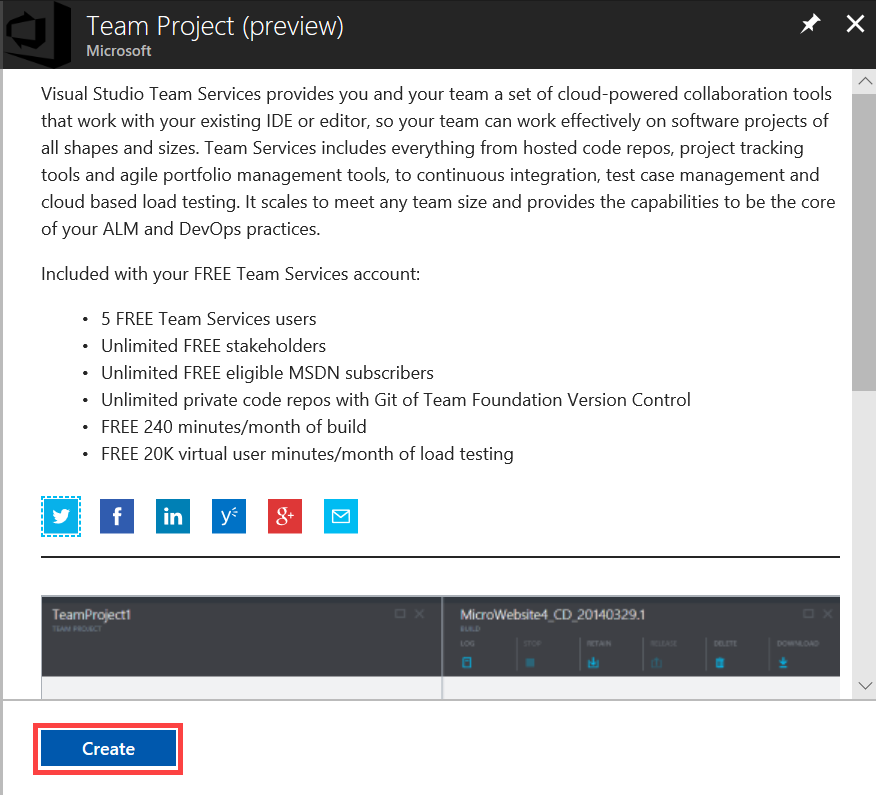 Team Project (preview)
Microsoft
Visual Studio Team Services provides you and your team a set of cloud-powered collaboration tools
that work with your existing IDE or editor, so your team can work effectively on software projects of
all shapes and sizes. Team Services includes everything from hosted code repos, project tracking
tools and agile portfolio management tools, to continuous integration, test case management and
cloud based load testing. It scales to meet any team size and provides the capabilities to be the core
of your ALM and DevOps practices.
Included with your FREE Team Services account:
• 5 FREE Team Services users
• Unlimited FREE stakeholders
• Unlimited FREE eligible MSDN subscribers
• Unlimited private code repos with Git of Team Foundation Version Control
• FREE 240 minutes/month of build
• FREE 20K virtual user minutes/month of load testing
f in y g+
TeamProject1
TEAM PROJECT
MicroWebsite4_CD_20140329.1
BUILD
LOG STOP RETAIN RELEASE DELETE DOWNLOAD
Create